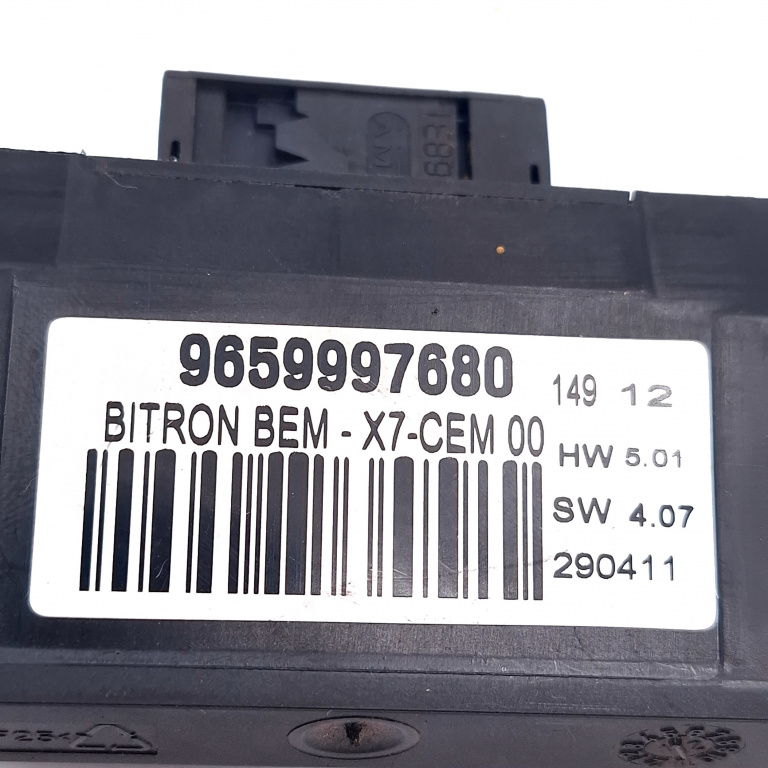 9659997680
BITRON BEM - X7-CEM 00
149 12
HW 5.01
SW 4.07
290411